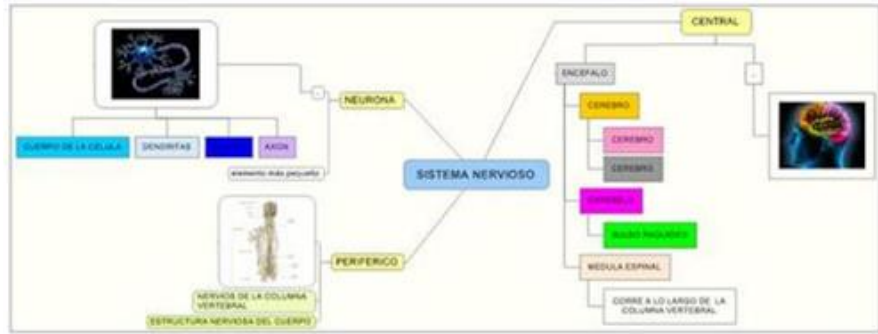 CENTRAL
ENCEFALO
NEURONA
CEREBRO
CUERPO DE LA CELULA
DENDRITAS
AXON
CEREBRO
CEREBRO
elemento más pequeño
SISTEMA NERVIOSO
CEREBELO
BULBO RAQUIDEO
PERIFERICO
MEDULA ESPINAL
NERVIOS DE LA COLUMNA
VERTEBRAL
CORRE A LO LARGO DE LA
COLUMNA VERTEBRAL
ESTRUCTURA NERVIOSA DEL CUERPO